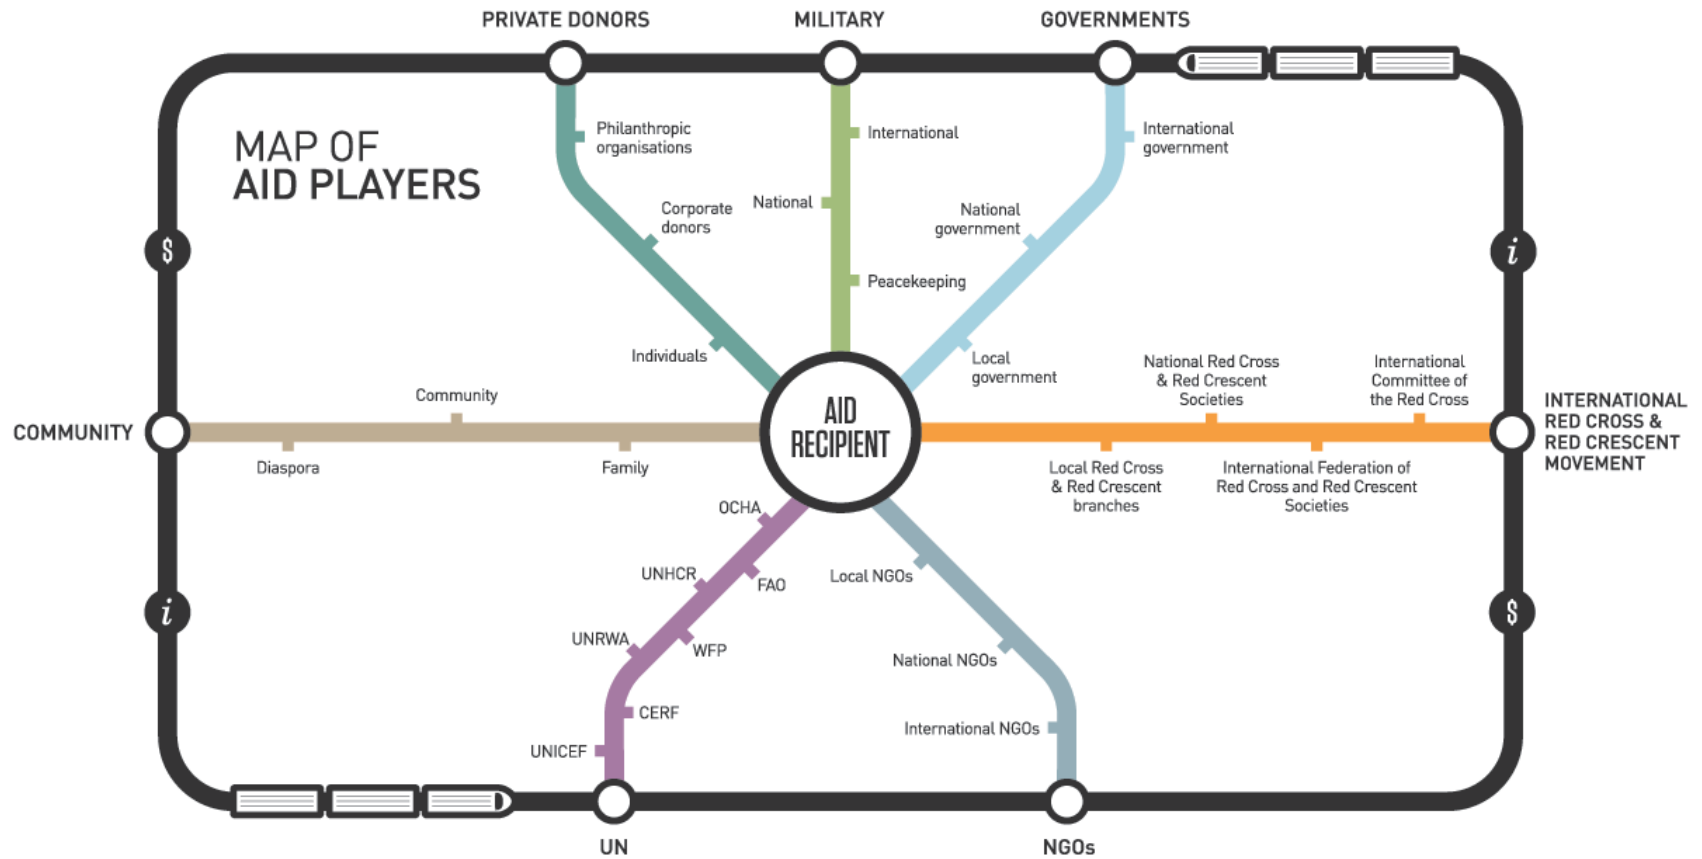 PRIVATE DONORS
MILITARY
GOVERNMENTS
MAP OF
AID PLAYERS
Philanthropic
organisations
Corporate
donors
Individuals
International
National
Peacekeeping
International
government
National
government
Local
government
$
i
COMMUNITY
Community
Diaspora
Family
AID
RECIPIENT
National Red Cross
& Red Crescent
Societies
International
Committee of
the Red Cross
Local Red Cross
& Red Crescent
branches
International Federation of
Red Cross and Red Crescent
Societies
INTERNATIONAL
RED CROSS &
RED CRESCENT
MOVEMENT
OCHA
FAO
UNHCR
WFP
UNRWA
CERF
UNICEF
Local NGOs
National NGOs
International NGOs
i
$
UN
NGOs